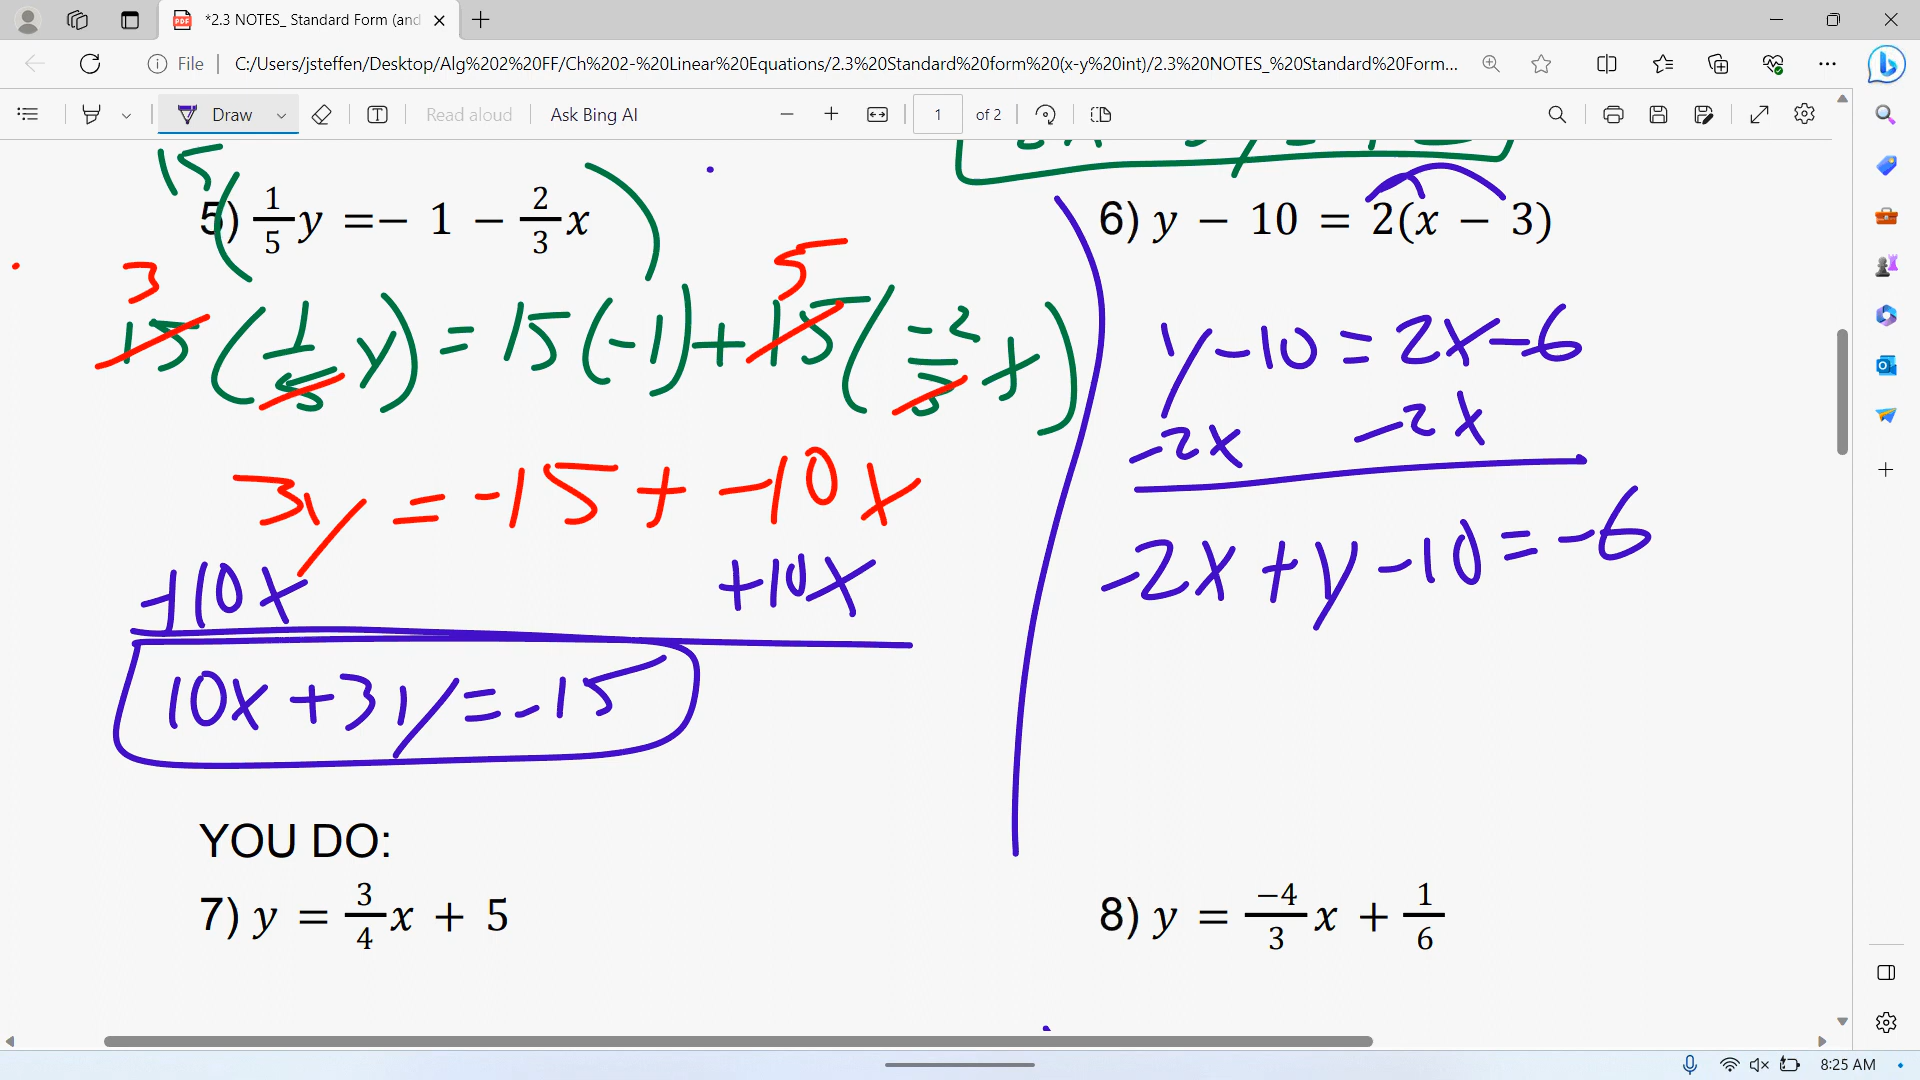 *2.3 NOTES_ Standard Form (and
File C:/Users/jsteffen/Desktop/Alg%202%20FF/Ch%202-%20Linear%20Equations/2.3%20Standard%20form%20(x-y%20int)/2.3%20NOTES_%20Standard%20Form...
Draw Read aloud Ask Bing AI 1 of 2
15
5) 1/5 y = − 1 − 2/3 x
3 5
15(1/5 y) = 15(-1) + 15(-2/3 x)
3y = -15 + -10x
+10x +10x
10x + 3y = -15
6) y − 10 = 2(x − 3)
y - 10 = 2x - 6
-2x -2x
-2x + y - 10 = -6
YOU DO:
7) y = 3/4 x + 5
8) y = -4/3 x + 1/6
8:25 AM